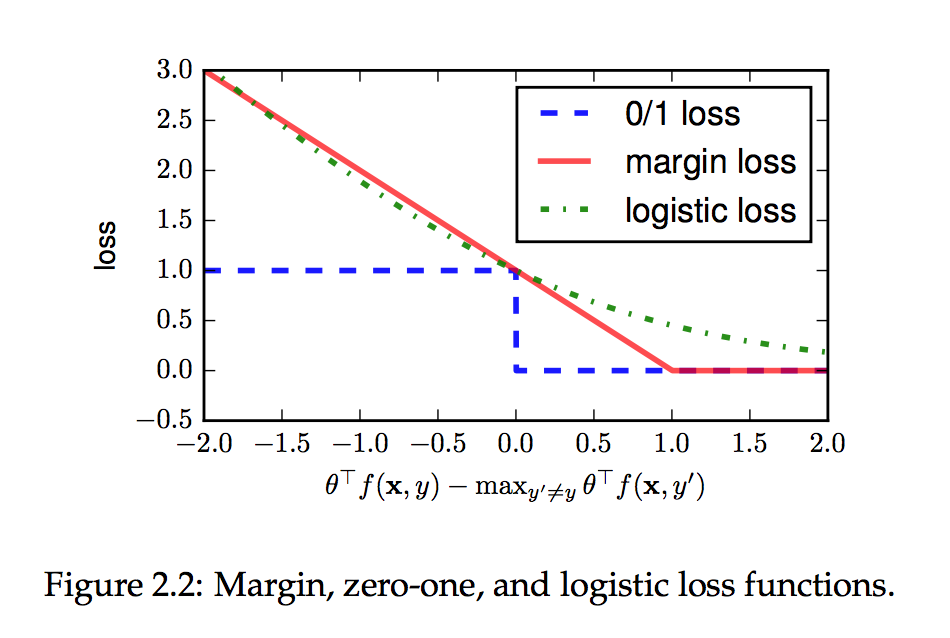 3.0
2.5
2.0
1.5
1.0
0.5
0.0
−0.5
loss
0/1 loss
margin loss
logistic loss
−2.0 −1.5 −1.0 −0.5 0.0 0.5 1.0 1.5 2.0
θ⊤f(x, y) − maxy′≠y θ⊤f(x, y′)
Figure 2.2: Margin, zero-one, and logistic loss functions.